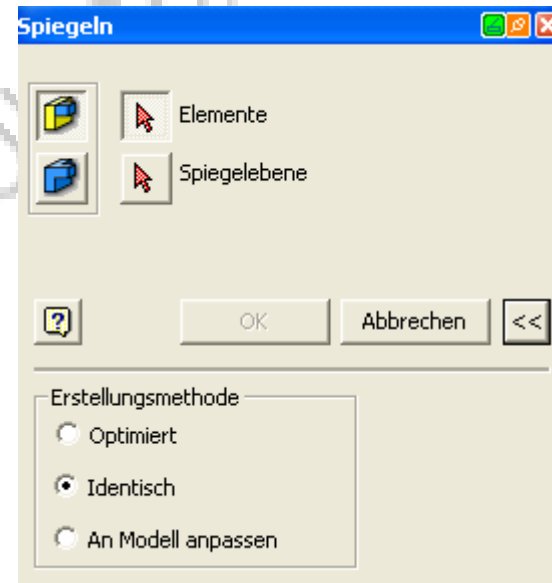 Spiegeln
Elemente
Spiegelebene
OK
Abbrechen
<<
Erstellungsmethode
Optimiert
Identisch
An Modell anpassen